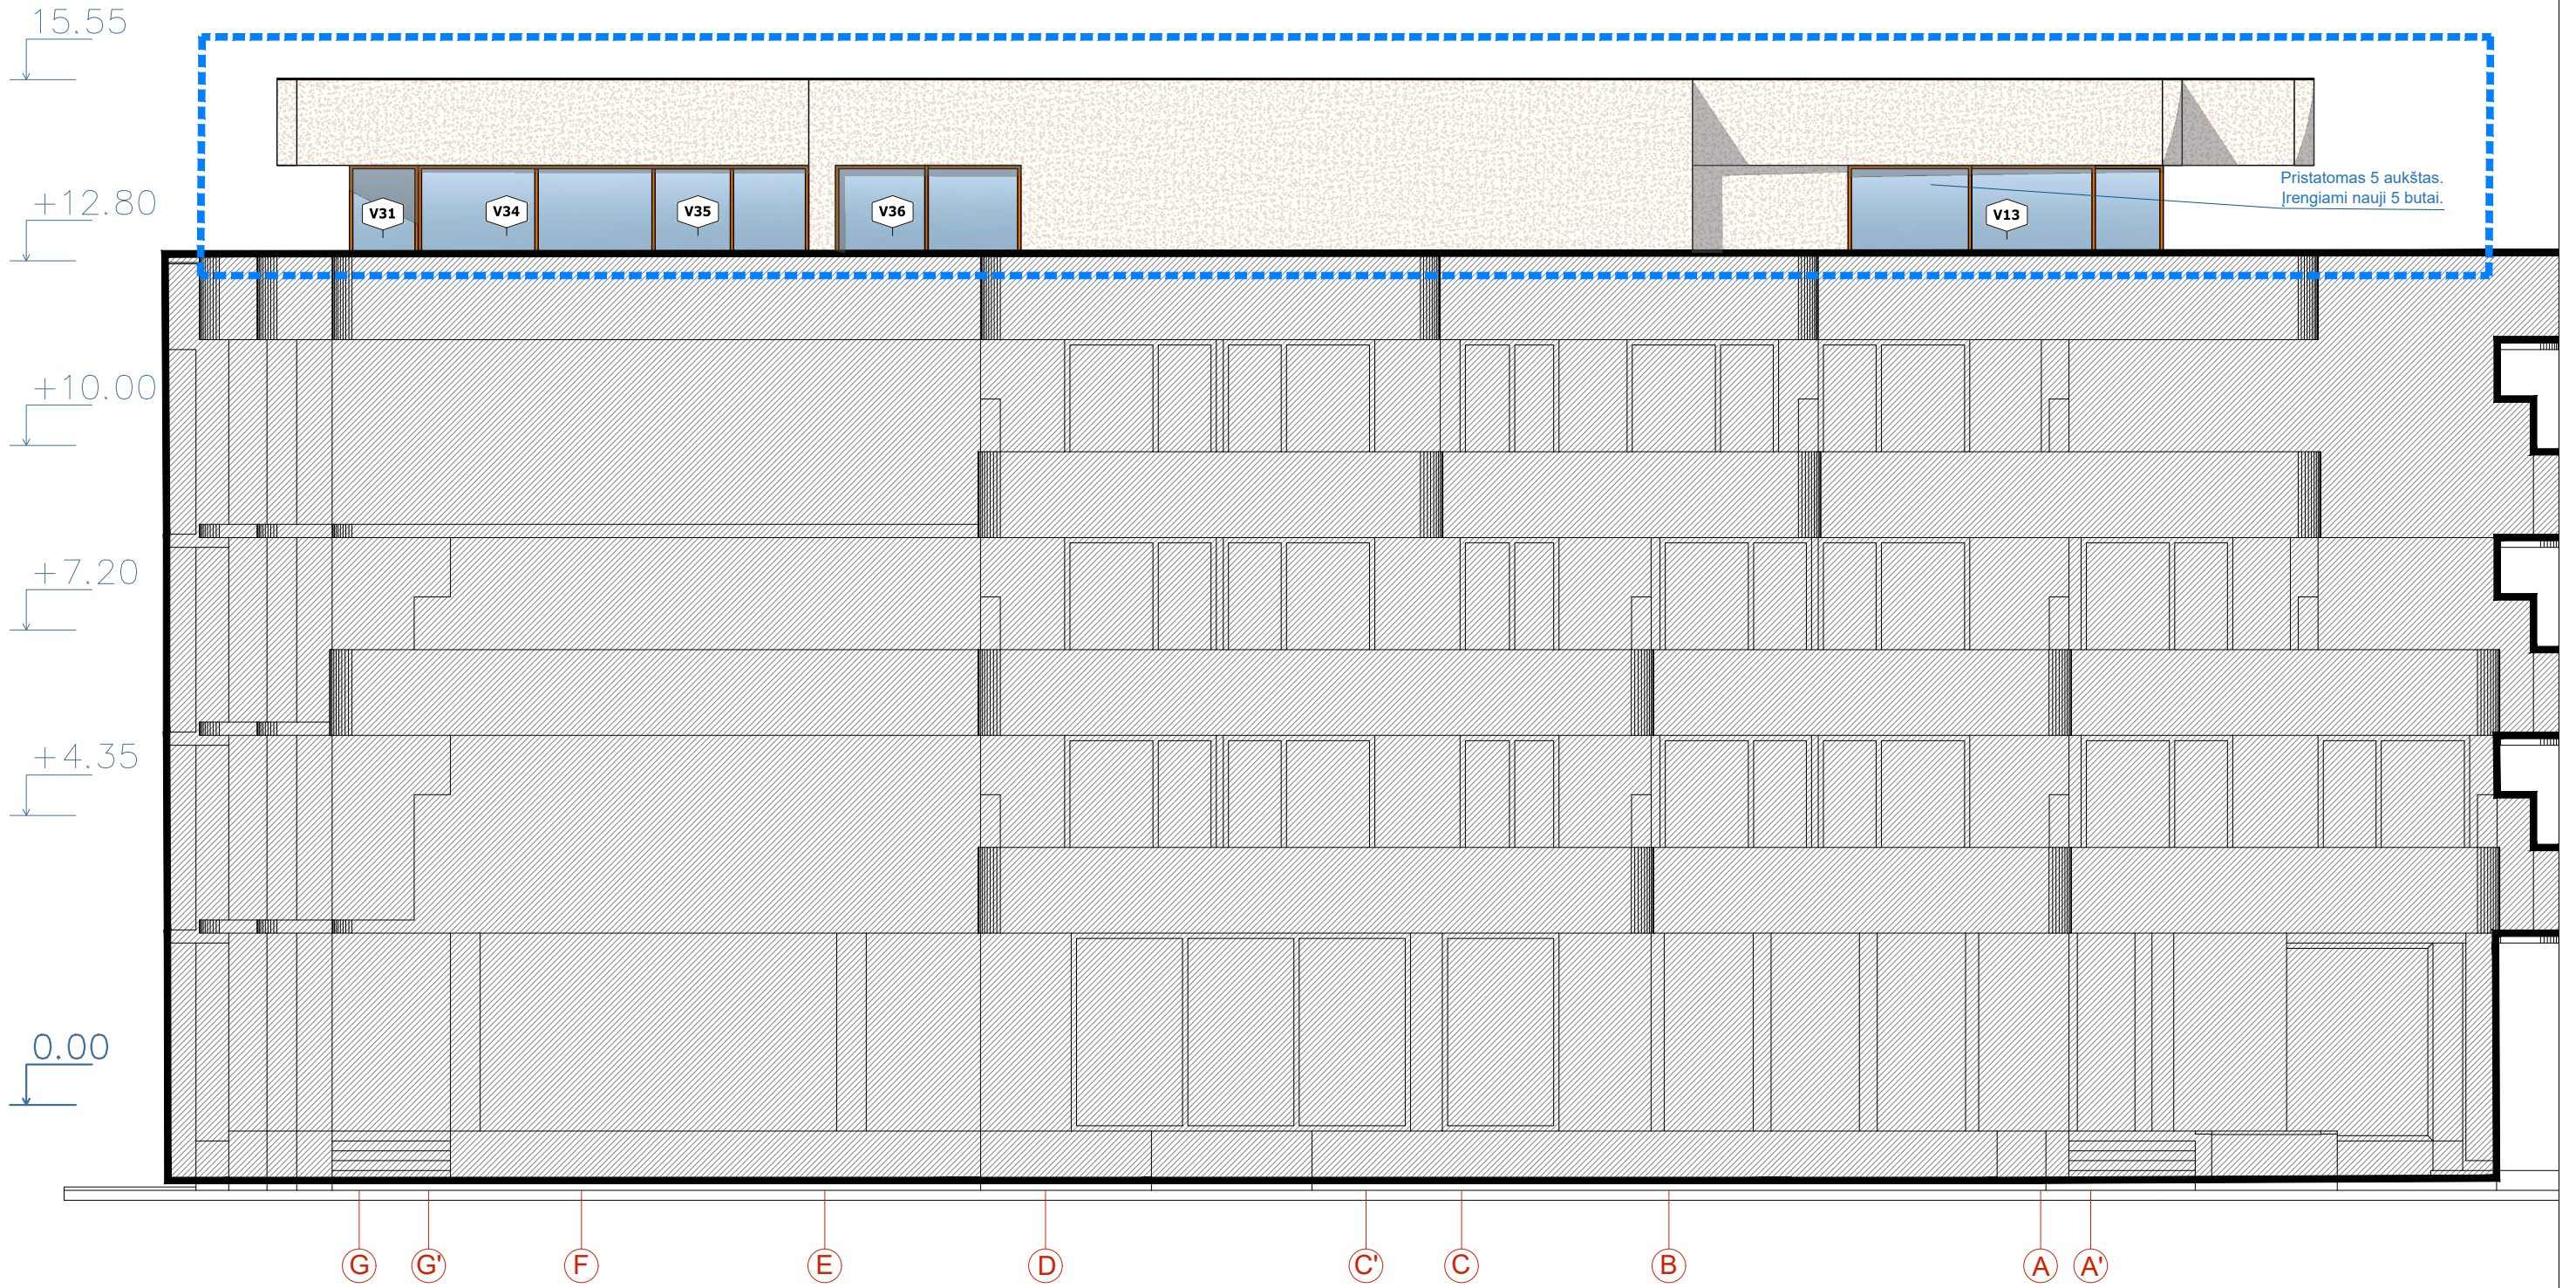 15.55
+12.80
V31
V34
V35
V36
V13
Pristatomas 5 aukštas.
Įrengiami nauji 5 butai.
+10.00
+7.20
+4.35
0.00
G
G'
F
E
D
C'
C
B
A
A'